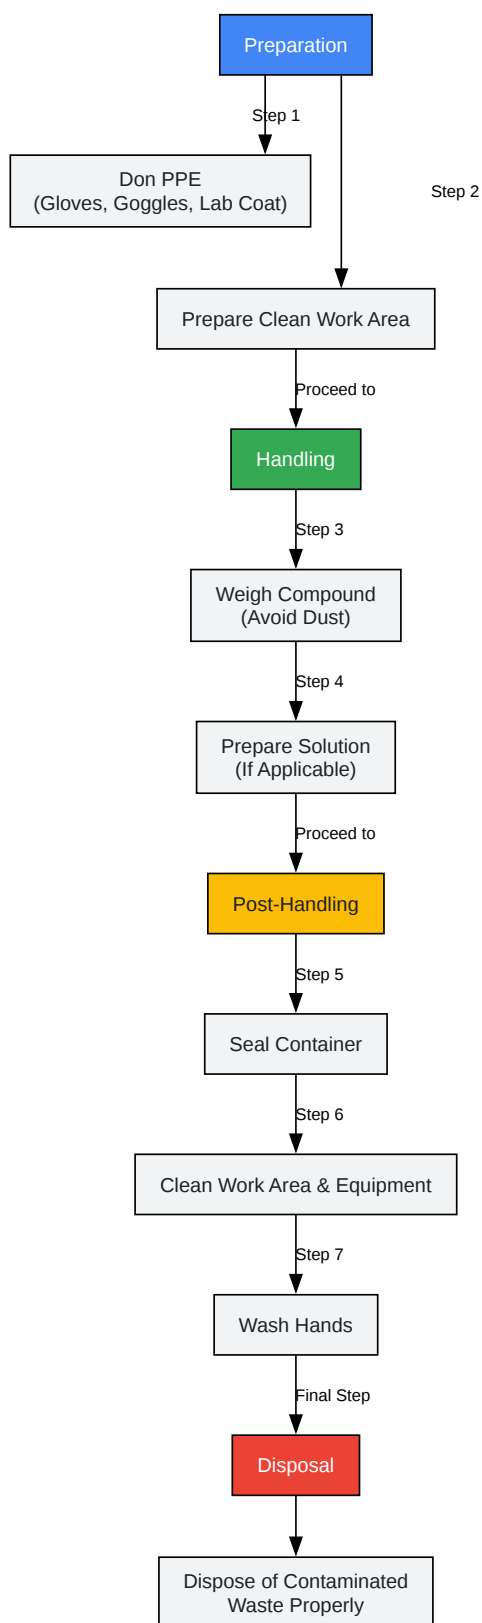 Preparation
Step 1
Don PPE
(Gloves, Goggles, Lab Coat)
Step 2
Prepare Clean Work Area
Proceed to
Handling
Step 3
Weigh Compound
(Avoid Dust)
Step 4
Prepare Solution
(If Applicable)
Proceed to
Post-Handling
Step 5
Seal Container
Step 6
Clean Work Area & Equipment
Step 7
Wash Hands
Final Step
Disposal
Dispose of Contaminated
Waste Properly